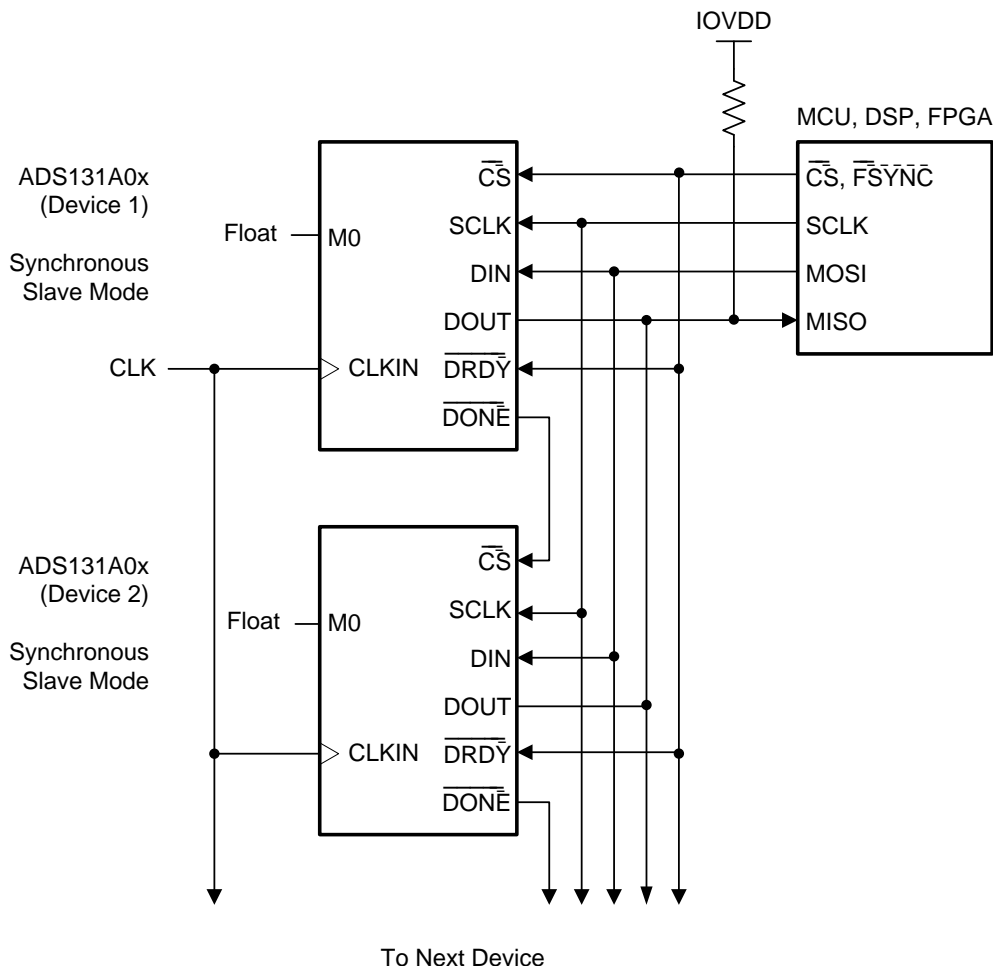 IOVDD
MCU, DSP, FPGA
ADS131A0x
(Device 1)
Synchronous
Slave Mode
Float
M0
CLK
CLKIN
CS
SCLK
DIN
DOUT
DRDY
DONE
CS, FSYNC
SCLK
MOSI
MISO
ADS131A0x
(Device 2)
Synchronous
Slave Mode
Float
M0
CLKIN
CS
SCLK
DIN
DOUT
DRDY
DONE
To Next Device